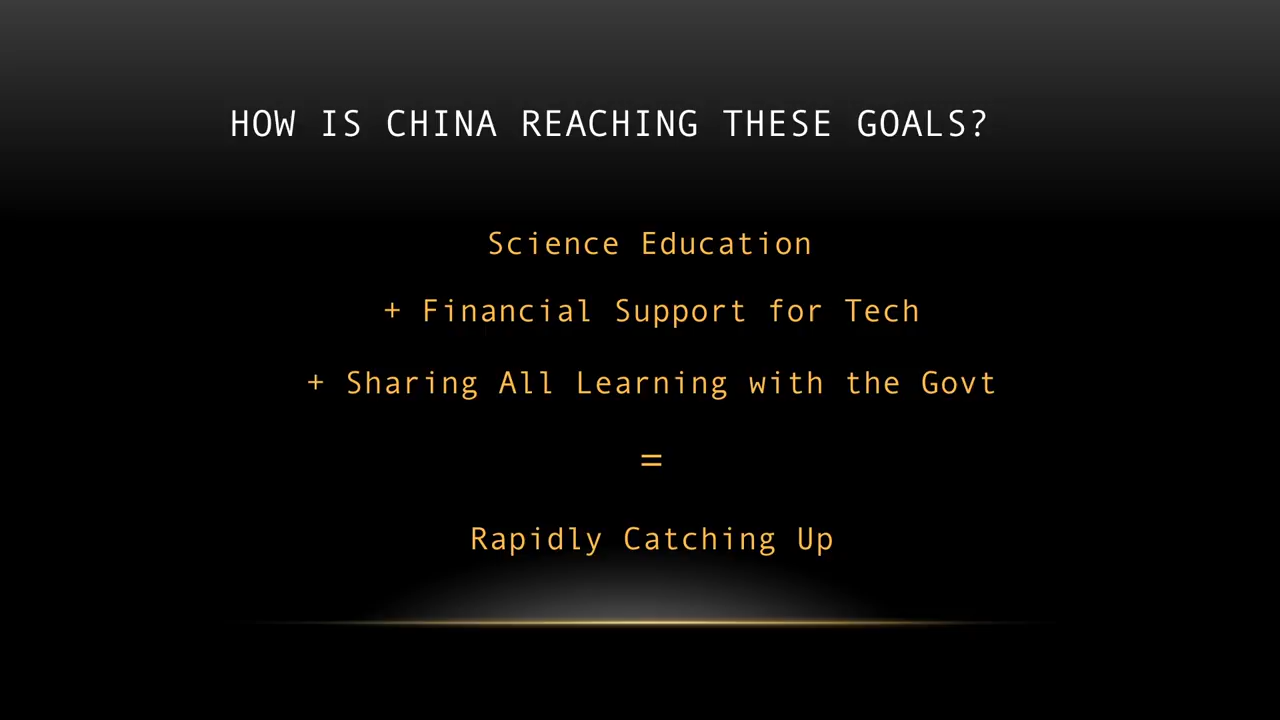 HOW IS CHINA REACHING THESE GOALS?
Science Education
+ Financial Support for Tech
+ Sharing All Learning with the Govt
=
Rapidly Catching Up